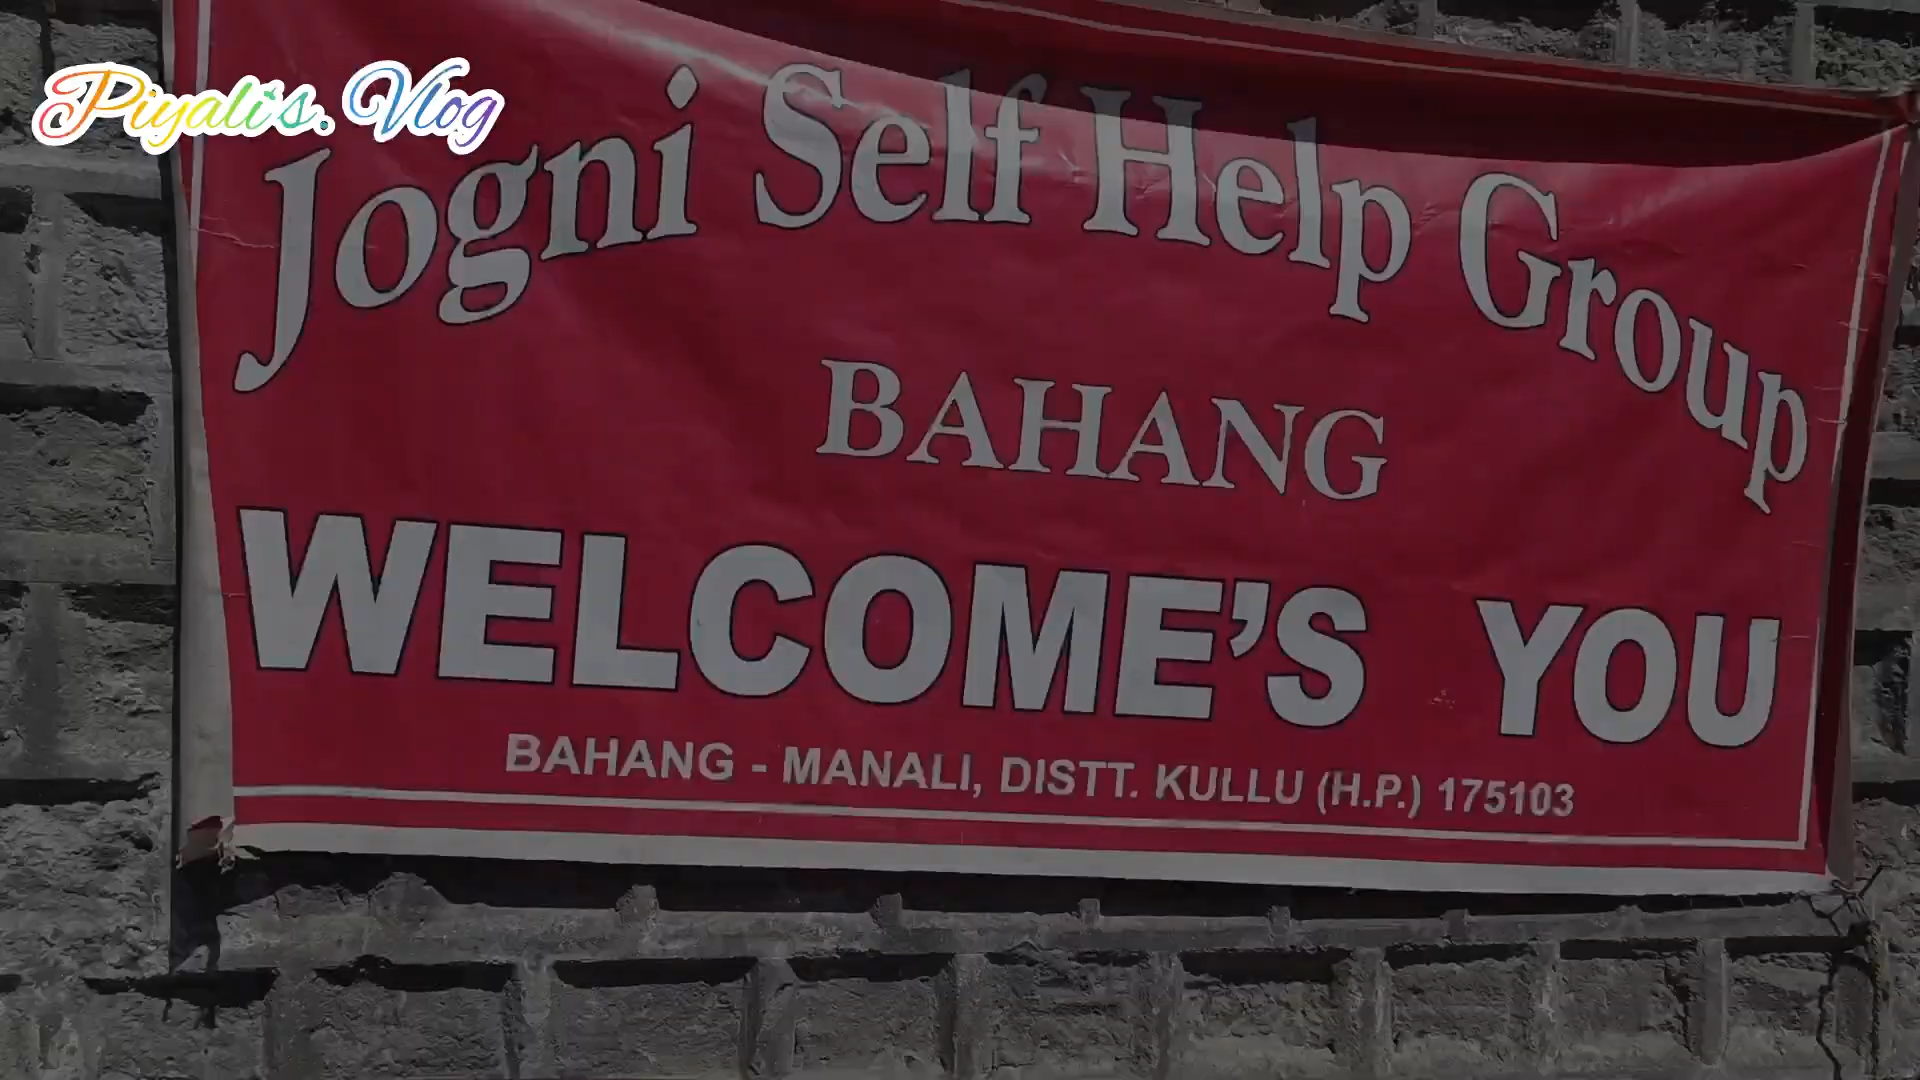 Piyali's. Vlog
Jogni Self Help Group
BAHANG
WELCOME'S YOU
BAHANG - MANALI, DISTT. KULLU (H.P.) 175103